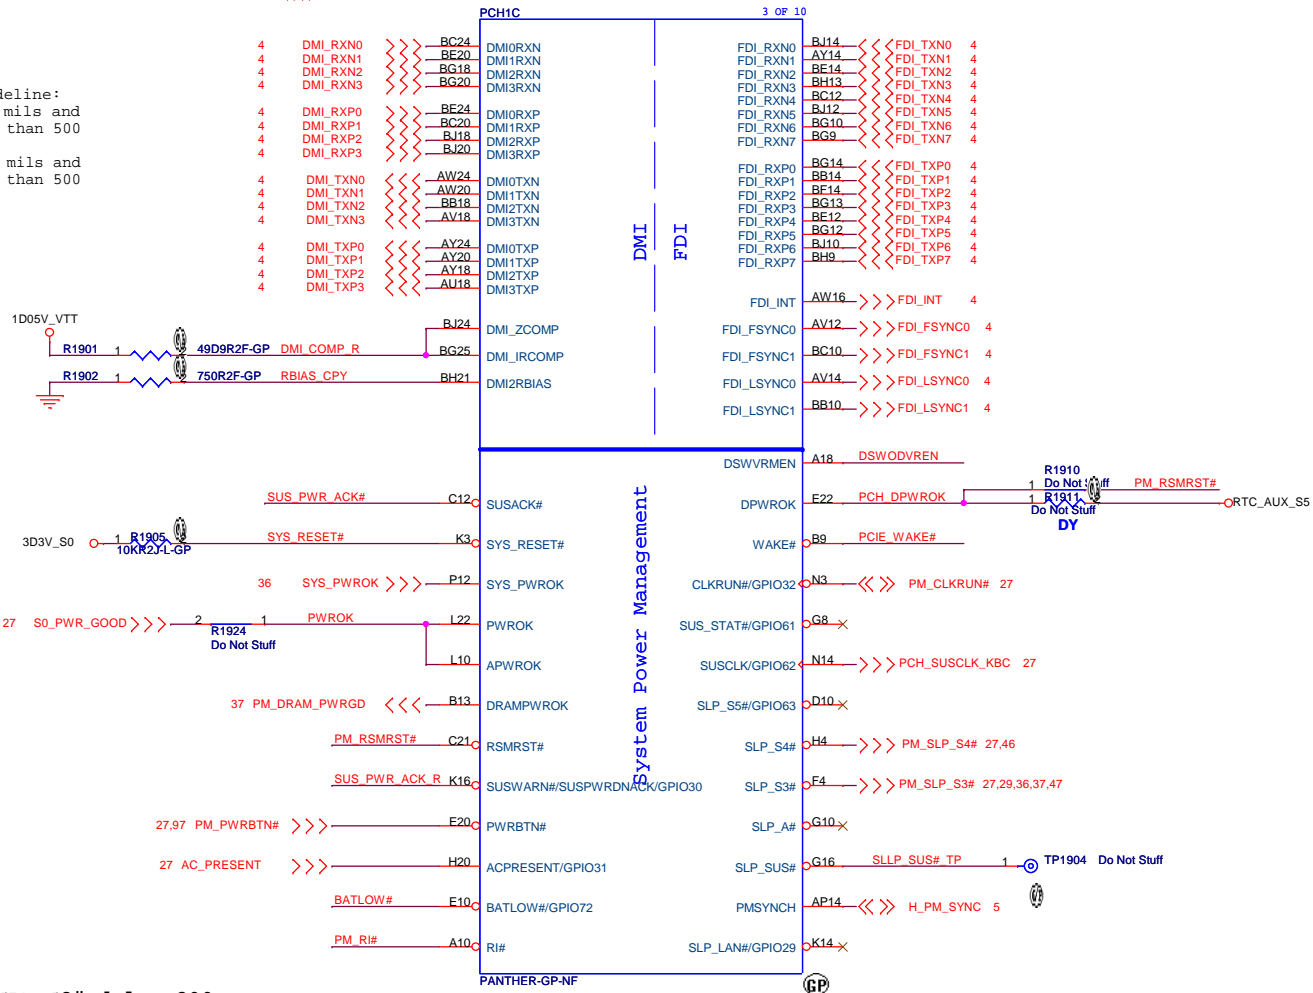 PCH1C 3 OF 10
4 DMI_RXN0 BC24 DMI0RXN FDI_RXN0 BJ14 FDI_TXN0 4
4 DMI_RXN1 BE20 DMI1RXN FDI_RXN1 AY14 FDI_TXN1 4
4 DMI_RXN2 BG18 DMI2RXN FDI_RXN2 BE14 FDI_TXN2 4
4 DMI_RXN3 BG20 DMI3RXN FDI_RXN3 BH13 FDI_TXN3 4
deline:
FDI_RXN4 BC12 FDI_TXN4 4
mils and
4 DMI_RXP0 BE24 DMI0RXP FDI_RXN5 BJ12 FDI_TXN5 4
than 500
4 DMI_RXP1 BC20 DMI1RXP FDI_RXN6 BG10 FDI_TXN6 4
4 DMI_RXP2 BJ18 DMI2RXP FDI_RXN7 BG9 FDI_TXN7 4
4 DMI_RXP3 BJ20 DMI3RXP
mils and
FDI_RXP0 BG14 FDI_TXP0 4
than 500
4 DMI_TXN0 AW24 DMI0TXN FDI_RXP1 BB14 FDI_TXP1 4
4 DMI_TXN1 AW20 DMI1TXN FDI_RXP2 BF14 FDI_TXP2 4
4 DMI_TXN2 BB18 DMI2TXN FDI_RXP3 BG13 FDI_TXP3 4
4 DMI_TXN3 AV18 DMI3TXN FDI_RXP4 BE12 FDI_TXP4 4
FDI_RXP5 BG12 FDI_TXP5 4
4 DMI_TXP0 AY24 DMI0TXP FDI_RXP6 BJ10 FDI_TXP6 4
4 DMI_TXP1 AY20 DMI1TXP FDI_RXP7 BH9 FDI_TXP7 4
4 DMI_TXP2 AY18 DMI2TXP
4 DMI_TXP3 AU18 DMI3TXP
DMI
FDI
FDI_INT AW16 FDI_INT 4
1D05V_VTT
BJ24 DMI_ZCOMP FDI_FSYNC0 AV12 FDI_FSYNC0 4
R1901 1 2 49D9R2F-GP DMI_COMP_R BG25 DMI_IRCOMP FDI_FSYNC1 BC10 FDI_FSYNC1 4
R1902 1 2 750R2F-GP RBIAS_CPY BH21 DMI2RBIAS FDI_LSYNC0 AV14 FDI_LSYNC0 4
FDI_LSYNC1 BB10 FDI_LSYNC1 4
System Power Management
DSWVRMEN A18 DSWODVREN
R1910
1 Do Not Stuff PM_RSMRST#
SUS_PWR_ACK# C12 SUSACK# DPWROK E22 PCH_DPWROK 1 R1911 RTC_AUX_S5
Do Not Stuff
DY
3D3V_S0 1 R1905 2 SYS_RESET# K3 SYS_RESET# WAKE# B9 PCIE_WAKE#
10KR2J-L-GP
36 SYS_PWROK P12 SYS_PWROK CLKRUN#/GPIO32 N3 PM_CLKRUN# 27
27 S0_PWR_GOOD 2 1 PWROK L22 PWROK SUS_STAT#/GPIO61 G8
R1924
Do Not Stuff
L10 APWROK SUSCLK/GPIO62 N14 PCH_SUSCLK_KBC 27
37 PM_DRAM_PWRGD B13 DRAMPWROK SLP_S5#/GPIO63 D10
PM_RSMRST# C21 RSMRST# SLP_S4# H4 PM_SLP_S4# 27,46
SUS_PWR_ACK_R K16 SUSWARN#/SUSPWRDNACK/GPIO30 SLP_S3# F4 PM_SLP_S3# 27,29,36,37,47
27,97 PM_PWRBTN# E20 PWRBTN# SLP_A# G10
27 AC_PRESENT H20 ACPRESENT/GPIO31 SLP_SUS# G16 SLLP_SUS#_TP 1 TP1904 Do Not Stuff
BATLOW# E10 BATLOW#/GPIO72 PMSYNCH AP14 H_PM_SYNC 5
PM_RI# A10 RI# SLP_LAN#/GPIO29 K14
PANTHER-GP-NF
GP